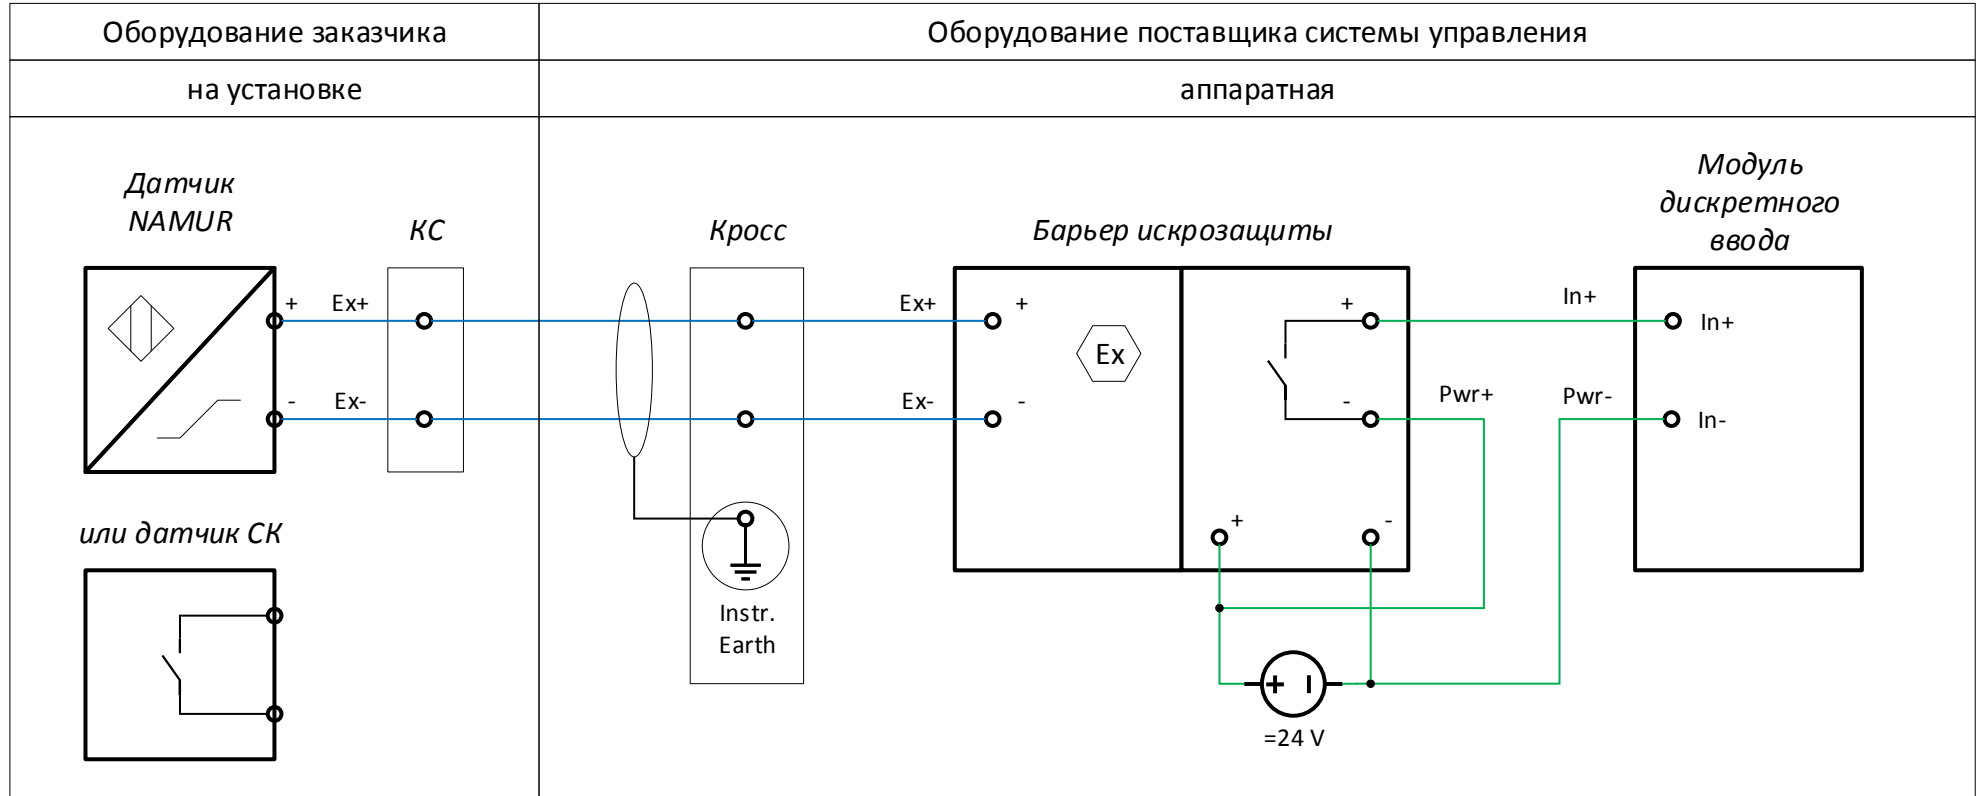 Оборудование заказчика
Оборудование поставщика системы управления
на установке
аппаратная
Датчик
NAMUR
КС
Кросс
Барьер искрозащиты
Модуль
дискретного
ввода
+
Ex+
Ex+
+
+
In+
In+
Ex
-
Ex-
Ex-
-
-
Pwr+
Pwr-
In-
или датчик СК
+
-
Instr.
Earth
=24 V